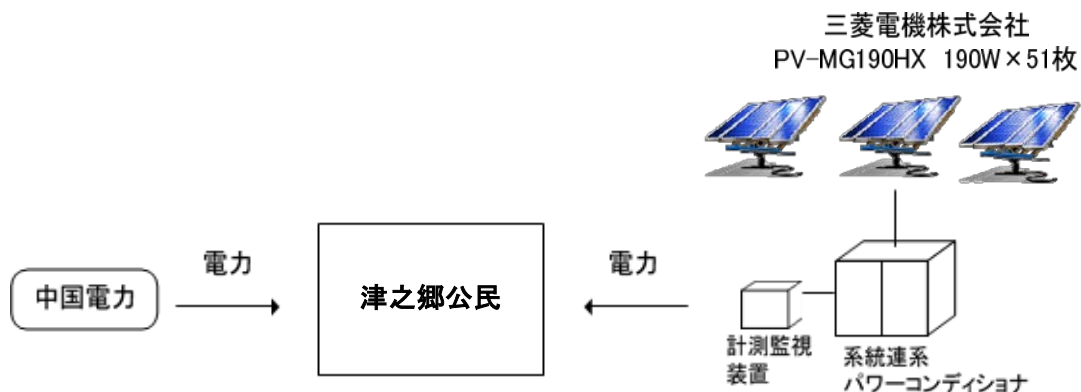 三菱電機株式会社
PV-MG190HX 190W×51枚
電力
電力
中国電力
津之郷公民
計測監視
装置
系統連系
パワーコンディショナ